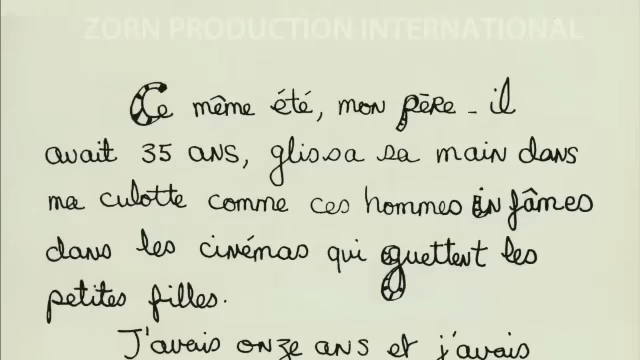 ZORN PRODUCTION INTERNATIONAL
Ce même été, mon père - il
avait 35 ans, glissa sa main dans
ma culotte comme ces hommes infâmes
dans les cinémas qui guettent les
petites filles.
J'avais onze ans et j'avais